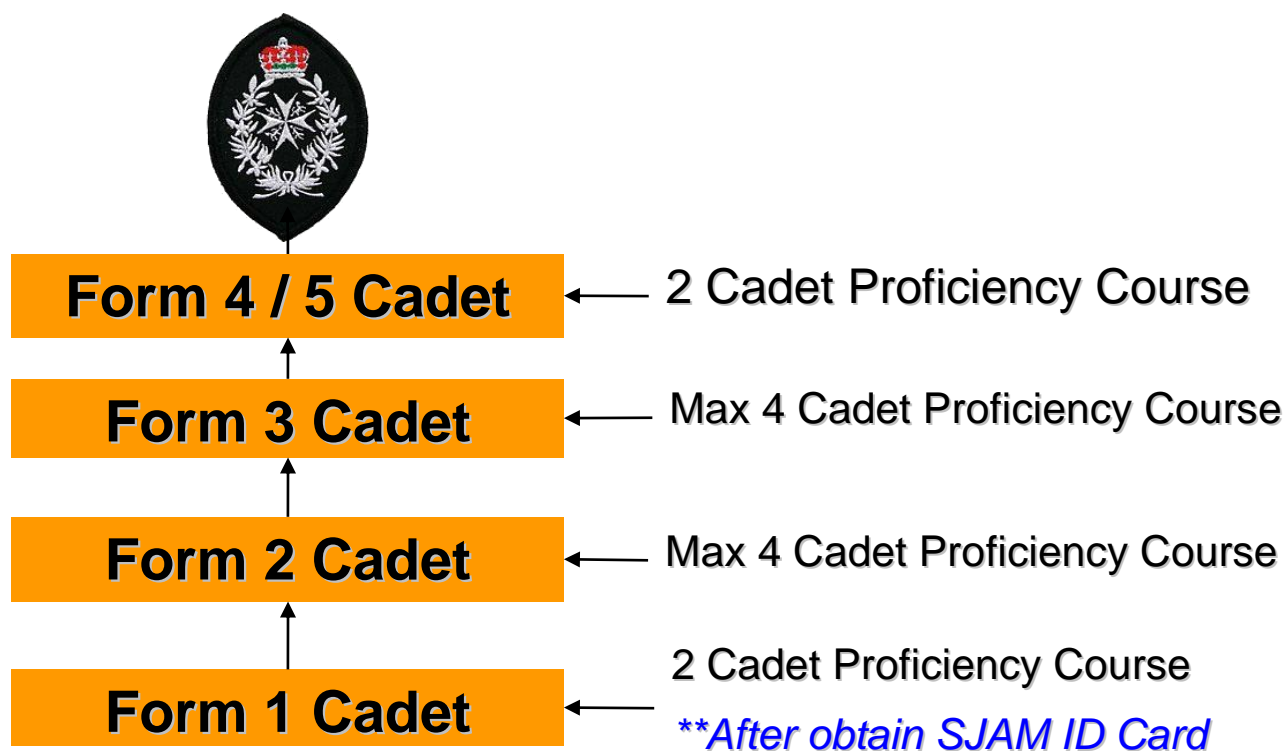 Form 4 / 5 Cadet
2 Cadet Proficiency Course
Form 3 Cadet
Max 4 Cadet Proficiency Course
Form 2 Cadet
Max 4 Cadet Proficiency Course
Form 1 Cadet
2 Cadet Proficiency Course
**After obtain SJAM ID Card